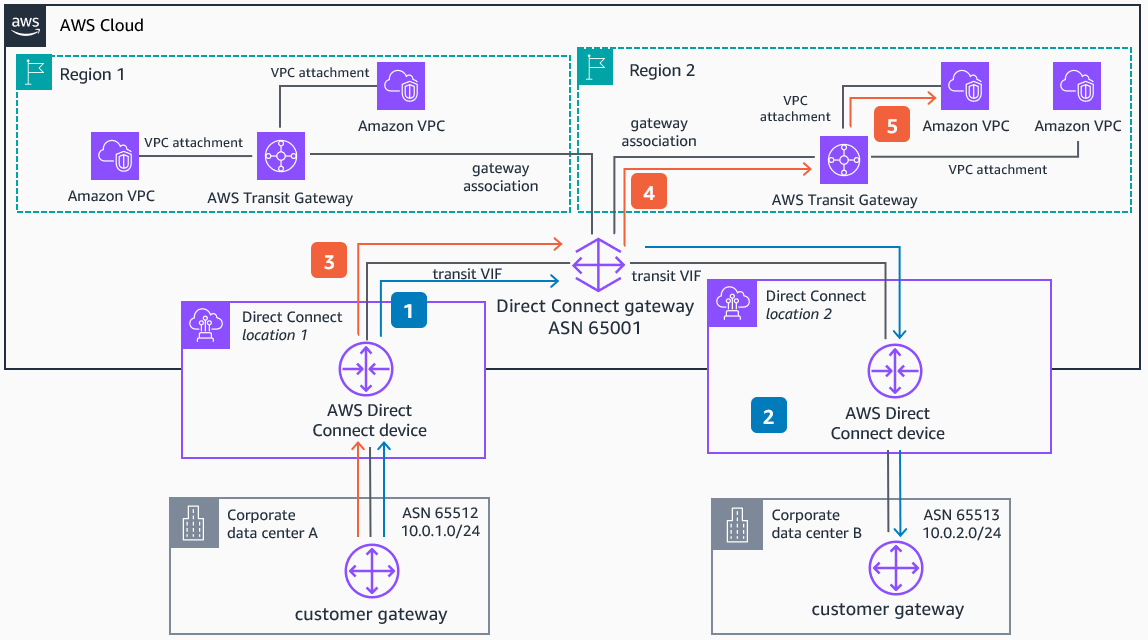 aws
AWS Cloud
Region 1
VPC attachment
Amazon VPC
VPC attachment
Amazon VPC
AWS Transit Gateway
gateway
association
Region 2
gateway
association
VPC
attachment
5
Amazon VPC
Amazon VPC
VPC attachment
AWS Transit Gateway
4
3
transit VIF
1
transit VIF
Direct Connect gateway
ASN 65001
Direct Connect
location 1
AWS Direct
Connect device
Direct Connect
location 2
2
AWS Direct
Connect device
Corporate
data center A
ASN 65512
10.0.1.0/24
customer gateway
Corporate
data center B
ASN 65513
10.0.2.0/24
customer gateway